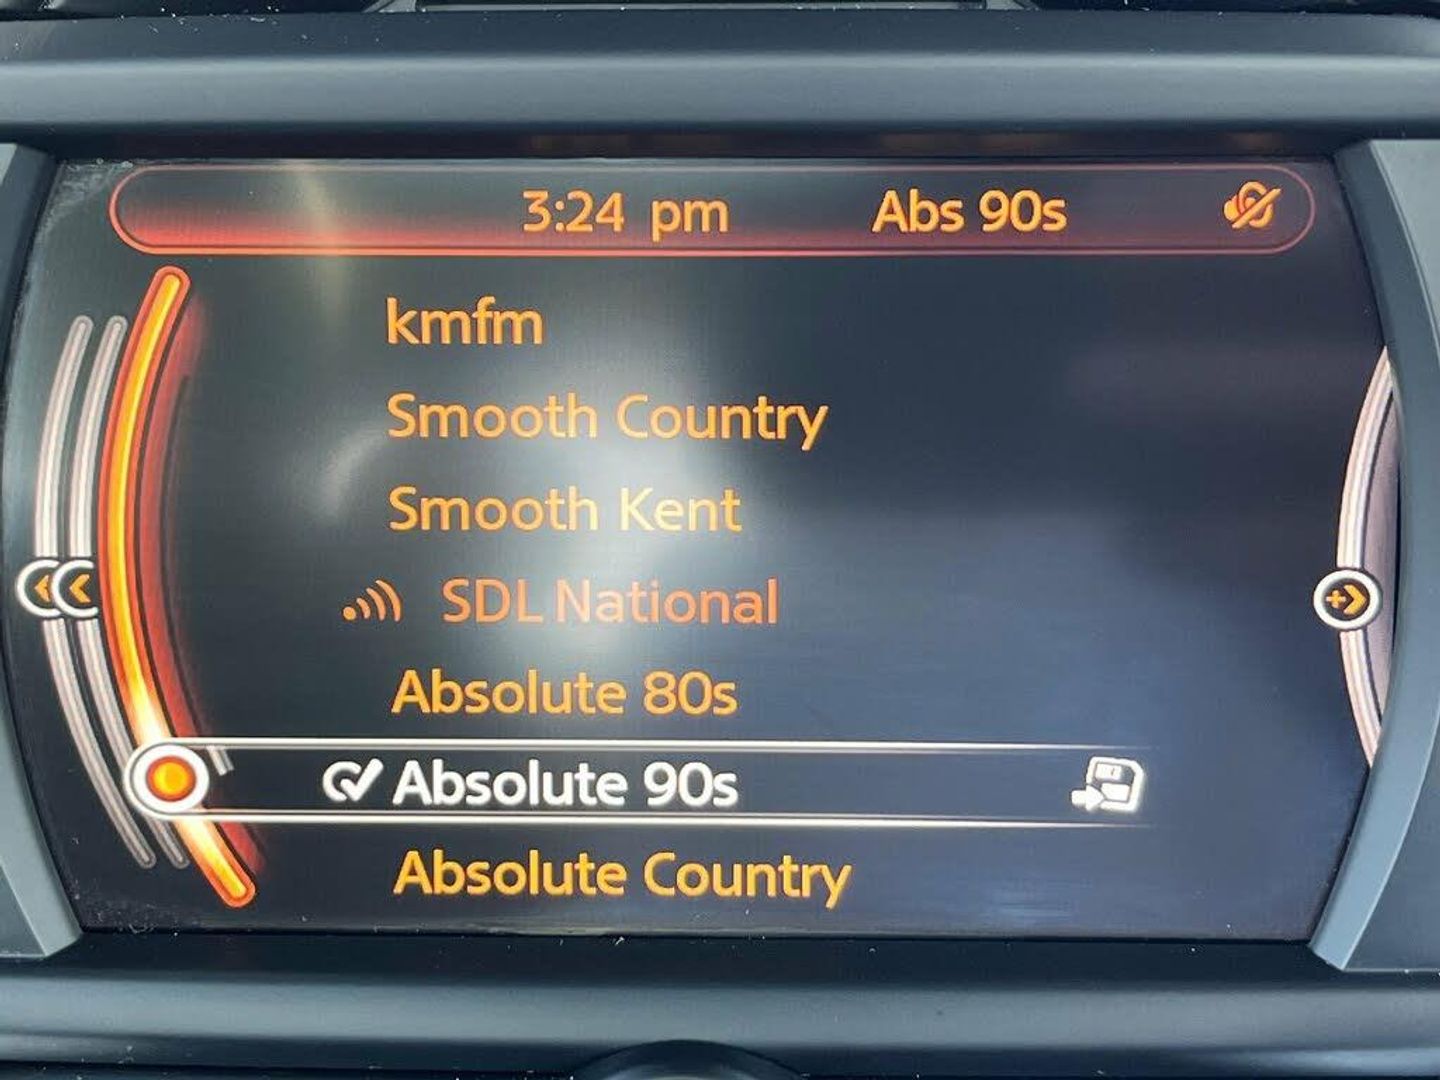 3:24 pm Abs 90s
kmfm
Smooth Country
Smooth Kent
SDL National
Absolute 80s
Absolute 90s
Absolute Country